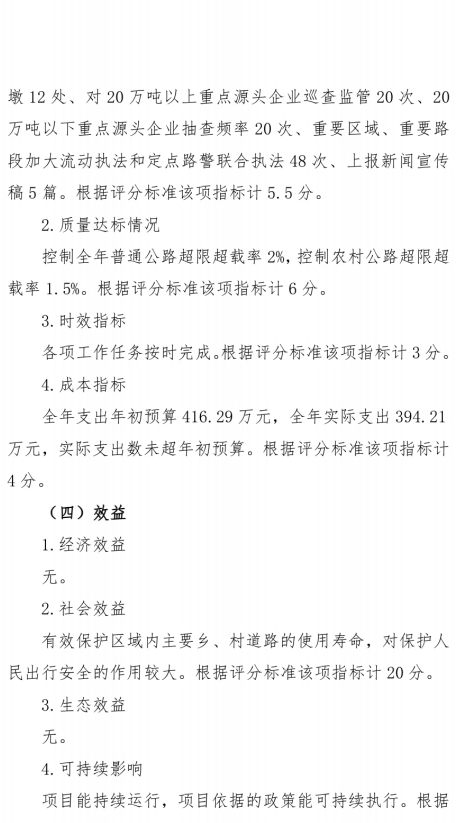 墩 12 处、对 20 万吨以上重点源头企业巡查监管 20 次、20
万吨以下重点源头企业抽查频率 20 次、重要区域、重要路
段加大流动执法和定点路警联合执法 48 次、上报新闻宣传
稿 5 篇。根据评分标准该项指标计 5.5 分。
2.质量达标情况
控制全年普通公路超限超载率 2%,控制农村公路超限超
载率 1.5%。根据评分标准该项指标计 6 分。
3.时效指标
各项工作任务按时完成。根据评分标准该项指标计 3 分。
4.成本指标
全年支出年初预算 416.29 万元，全年实际支出 394.21
万元，实际支出数未超年初预算。根据评分标准该项指标计
4 分。
（四）效益
1.经济效益
无。
2.社会效益
有效保护区域内主要乡、村道路的使用寿命，对保护人
民出行安全的作用较大。根据评分标准该项指标计 20 分。
3.生态效益
无。
4.可持续影响
项目能持续运行，项目依据的政策能可持续执行。根据